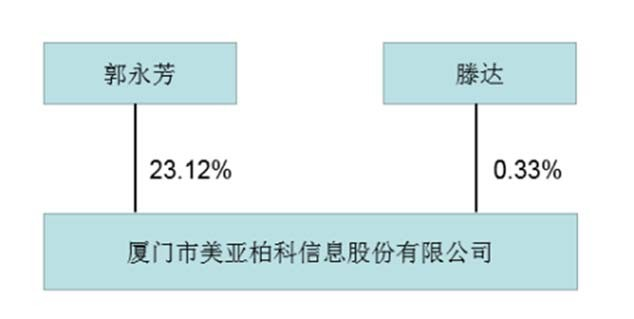 郭永芳
滕达
23.12%
0.33%
厦门市美亚柏科信息股份有限公司